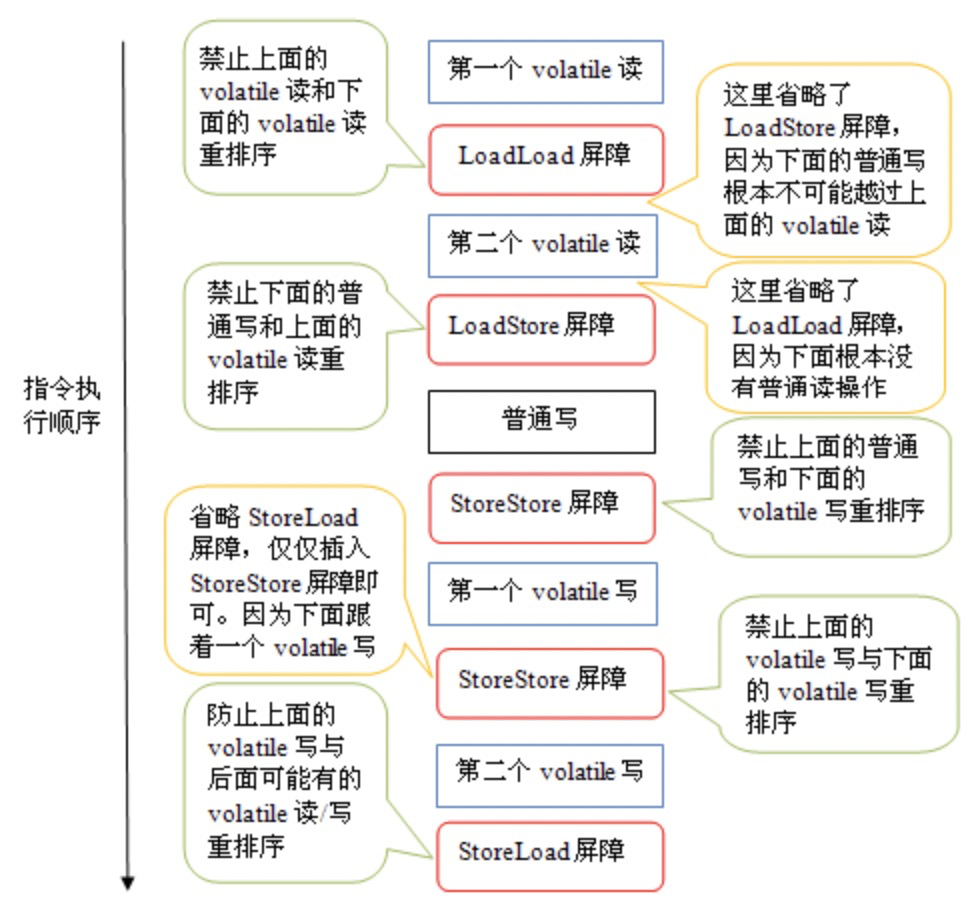 禁止上面的
volatile 读和下
面的 volatile 读
重排序
第一个 volatile 读
LoadLoad 屏障
这里省略了
LoadStore 屏障，
因为下面的普通写
根本不可能越过上
面的 volatile 读
第二个 volatile 读
禁止下面的普
通写和上面的
volatile 读重
排序
LoadStore 屏障
这里省略了
LoadLoad 屏障，
因为下面根本没
有普通读操作
指令执
行顺序
普通写
禁止上面的普通
写和下面的
volatile 写重排序
StoreStore 屏障
省略 StoreLoad
屏障，仅仅插入
StoreStore 屏障即
可。因为下面跟
着一个 volatile 写
第一个 volatile 写
禁止上面的
volatile 写与下面
的 volatile 写重
排序
StoreStore 屏障
防止上面的
volatile 写与
后面可能有的
volatile 读/写
重排序
第二个 volatile 写
StoreLoad 屏障